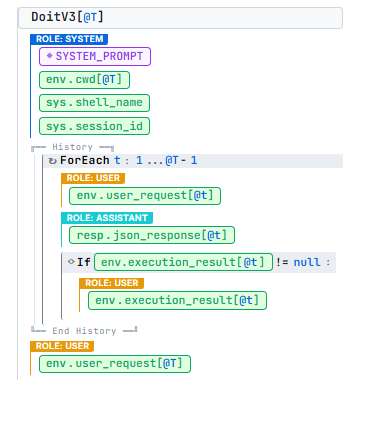 DoitV3[@T]
ROLE: SYSTEM
SYSTEM_PROMPT
env.cwd[@T]
sys.shell_name
sys.session_id
History
ForEach t : 1 ...@T-1
ROLE: USER
env.user_request[@t]
ROLE: ASSISTANT
resp.json_response[@t]
If env.execution_result[@t] != null :
ROLE: USER
env.execution_result[@t]
End History
ROLE: USER
env.user_request[@T]